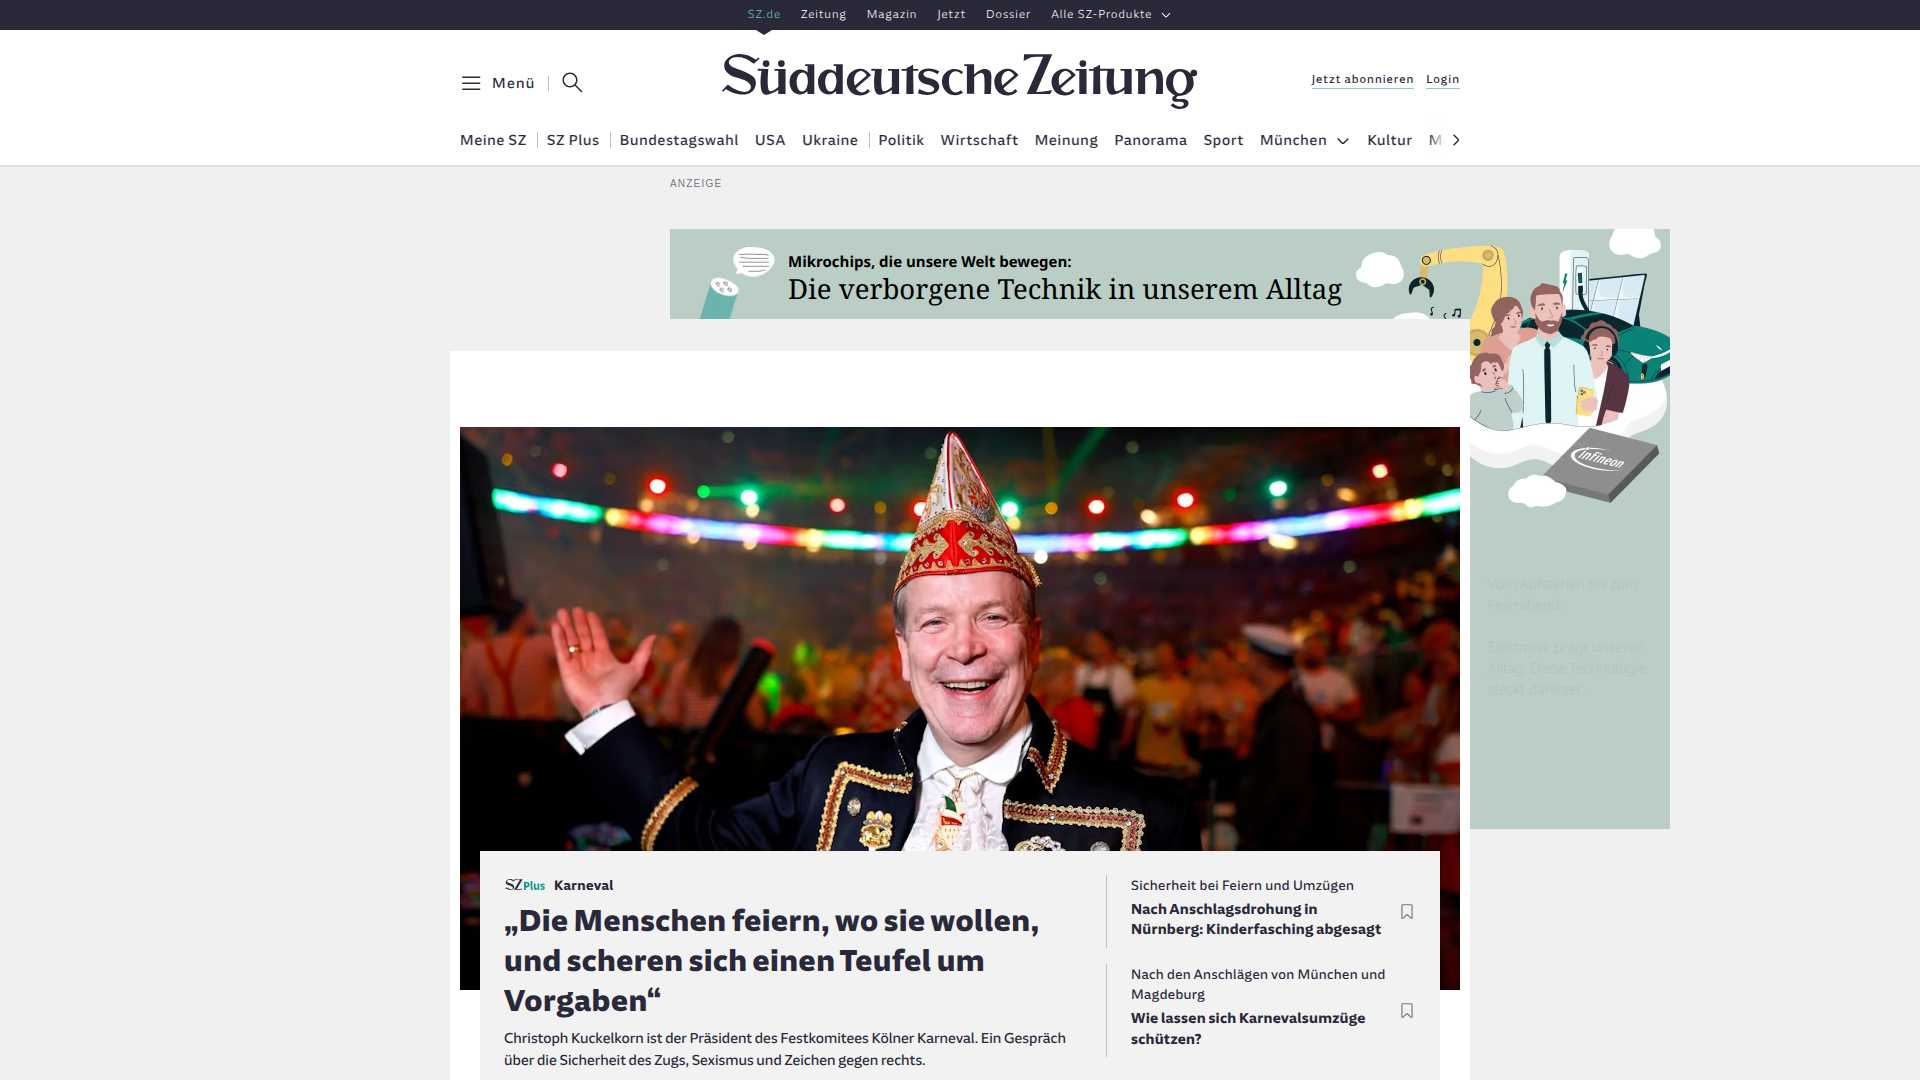 SZ.de Zeitung Magazin Jetzt Dossier Alle SZ-Produkte
Menü
Süddeutsche Zeitung
Jetzt abonnieren Login
Meine SZ SZ Plus Bundestagswahl USA Ukraine Politik Wirtschaft Meinung Panorama Sport München Kultur M
ANZEIGE
Mikrochips, die unsere Welt bewegen:
Die verborgene Technik in unserem Alltag
infineon
SZ Plus Karneval
„Die Menschen feiern, wo sie wollen,
und scheren sich einen Teufel um
Vorgaben“
Christoph Kuckelkorn ist der Präsident des Festkomitees Kölner Karneval. Ein Gespräch
über die Sicherheit des Zugs, Sexismus und Zeichen gegen rechts.
Sicherheit bei Feiern und Umzügen
Nach Anschlagsdrohung in
Nürnberg: Kinderfasching abgesagt
Nach den Anschlägen von München und
Magdeburg
Wie lassen sich Karnevalsumzüge
schützen?